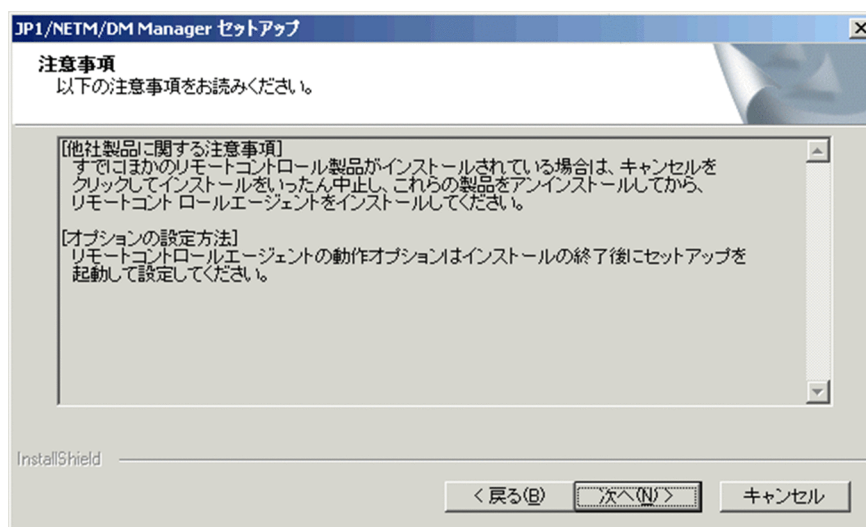 JP1/NETM/DM Manager セットアップ
注意事項
以下の注意事項をお読みください。
[他社製品に関する注意事項]
すでにほかのリモートコントロール製品がインストールされている場合は、キャンセルを
クリックしてインストールをいったん中止し、これらの製品をアンインストールしてから、
リモートコント ロールエージェントをインストールしてください。
[オプションの設定方法]
リモートコントロールエージェントの動作オプションはインストールの終了後にセットアップを
起動して設定してください。
InstallShield
< 戻る(B)
次へ(N) >
キャンセル